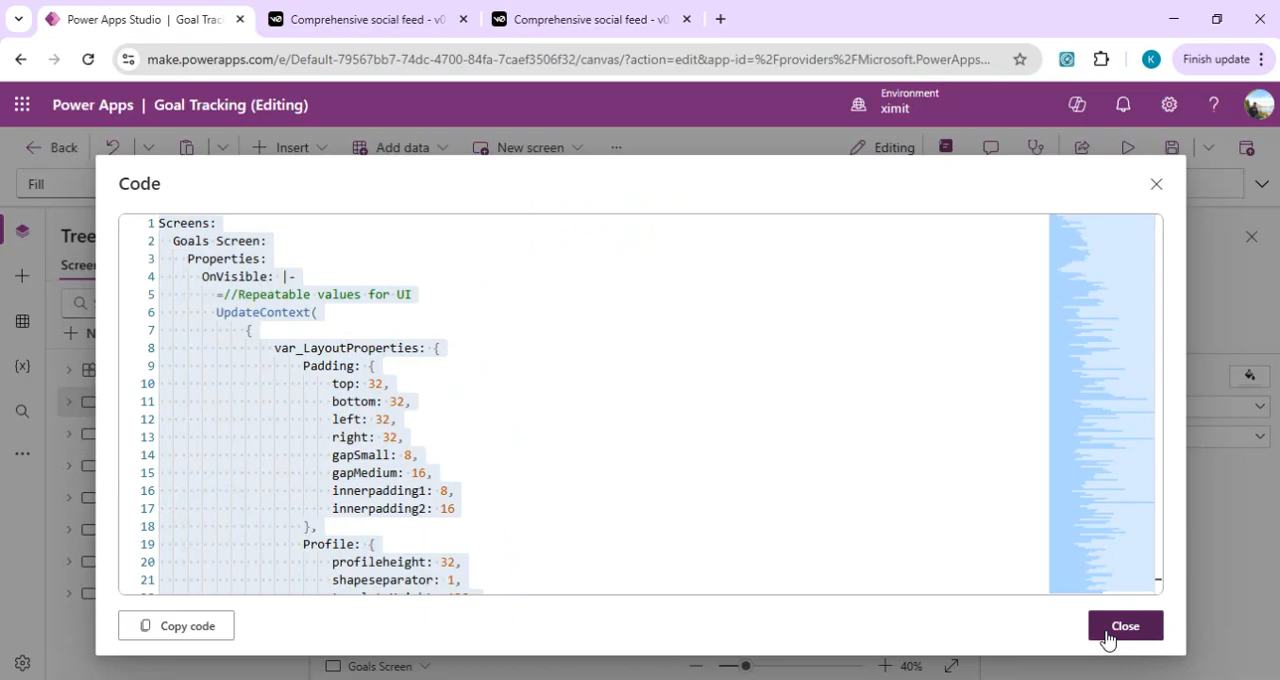 Power Apps Studio | Goal Trac
Comprehensive social feed - v0
Comprehensive social feed - v0
make.powerapps.com/e/Default-79567bb7-74dc-4700-84fa-7caef3506f32/canvas/?action=edit&app-id=%2Fproviders%2FMicrosoft.PowerApps...
K
Finish update
Power Apps | Goal Tracking (Editing)
Environment
ximit
Back
Insert
Add data
New screen
...
Editing
Fill
Code
Tree
Screen
N
1 Screens:
2 Goals Screen:
3 Properties:
4 OnVisible: |-
5 =//Repeatable values for UI
6 UpdateContext(
7 {
8 var_LayoutProperties: {
9 Padding: {
10 top: 32,
11 bottom: 32,
12 left: 32,
13 right: 32,
14 gapSmall: 8,
15 gapMedium: 16,
16 innerpadding1: 8,
17 innerpadding2: 16
18 },
19 Profile: {
20 profileheight: 32,
21 shapeseparator: 1,
Copy code
Close
Goals Screen
40%